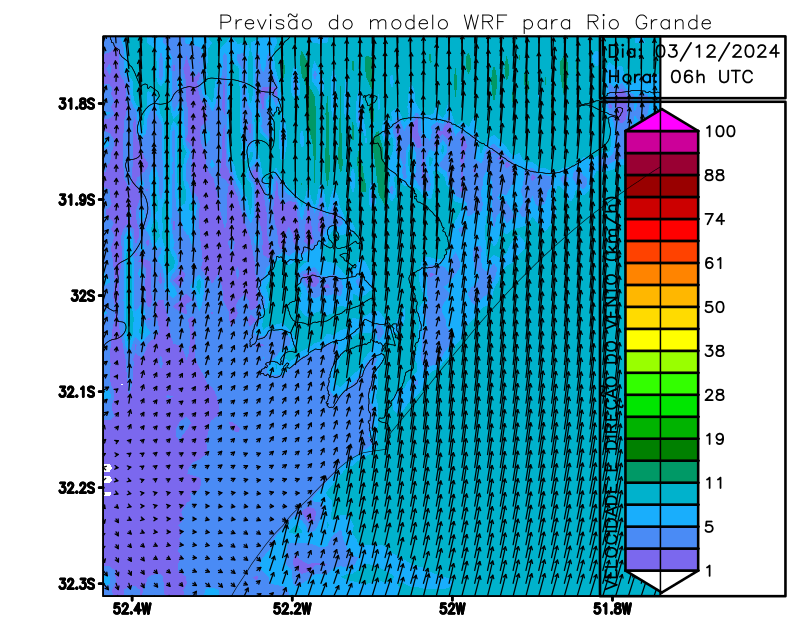 Previsão do modelo WRF para Rio Grande
Dia: 03/12/2024
Hora: 06h UTC
31.8S
31.9S
32S
32.1S
32.2S
32.3S
52.4W
52.2W
52W
51.8W
VELOCIDADE E DIREÇÃO DO VENTO (km/h)
100
88
74
61
50
38
28
19
11
5
1